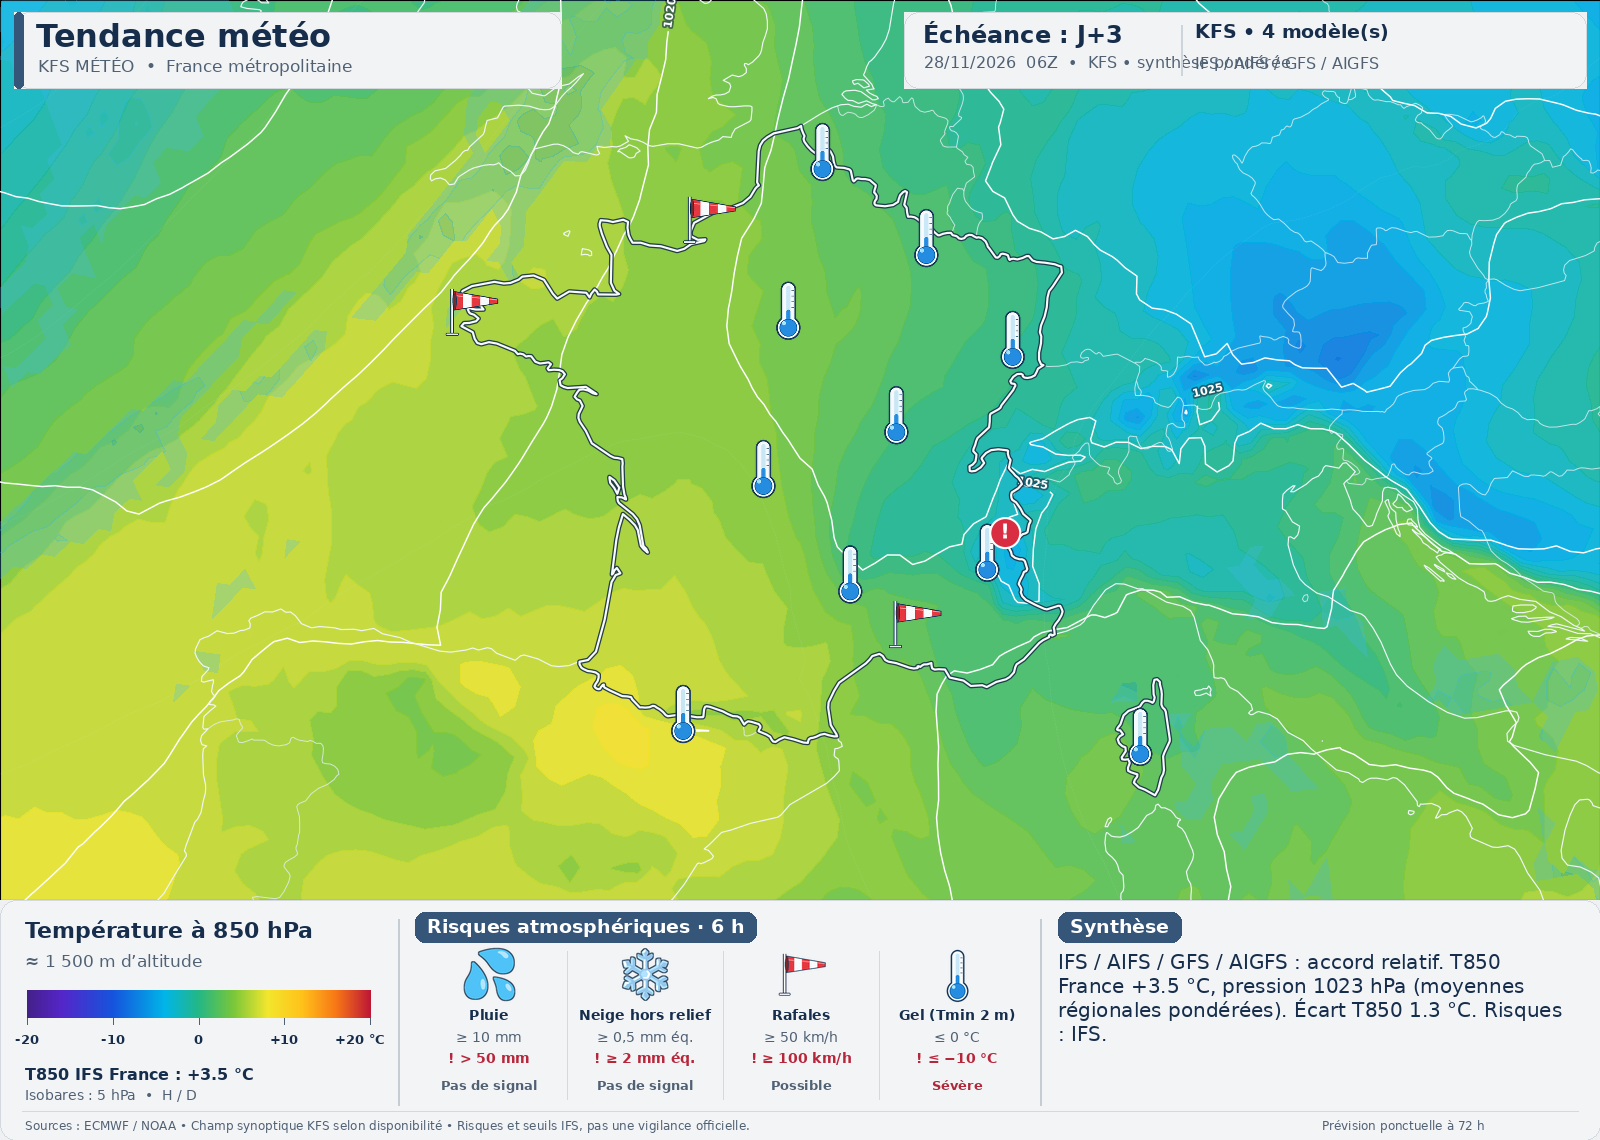 Tendance météo
KFS MÉTÉO • France métropolitaine
Échéance : J+3
28/11/2026 06Z • KFS • synthèse pondérée
KFS • 4 modèle(s)
IFS / AIFS / GFS / AIGFS
1020
1025
1025
!
Température à 850 hPa
≈ 1 500 m d’altitude
-20 -10 0 +10 +20 °C
T850 IFS France : +3.5 °C
Isobares : 5 hPa • H / D
Risques atmosphériques · 6 h
Pluie
≥ 10 mm
! > 50 mm
Pas de signal
Neige hors relief
≥ 0,5 mm éq.
! ≥ 2 mm éq.
Pas de signal
Rafales
≥ 50 km/h
! ≥ 100 km/h
Possible
Gel (Tmin 2 m)
≤ 0 °C
! ≤ −10 °C
Sévère
Synthèse
IFS / AIFS / GFS / AIGFS : accord relatif. T850
France +3.5 °C, pression 1023 hPa (moyennes
régionales pondérées). Écart T850 1.3 °C. Risques
: IFS.
Sources : ECMWF / NOAA • Champ synoptique KFS selon disponibilité • Risques et seuils IFS, pas une vigilance officielle.
Prévision ponctuelle à 72 h